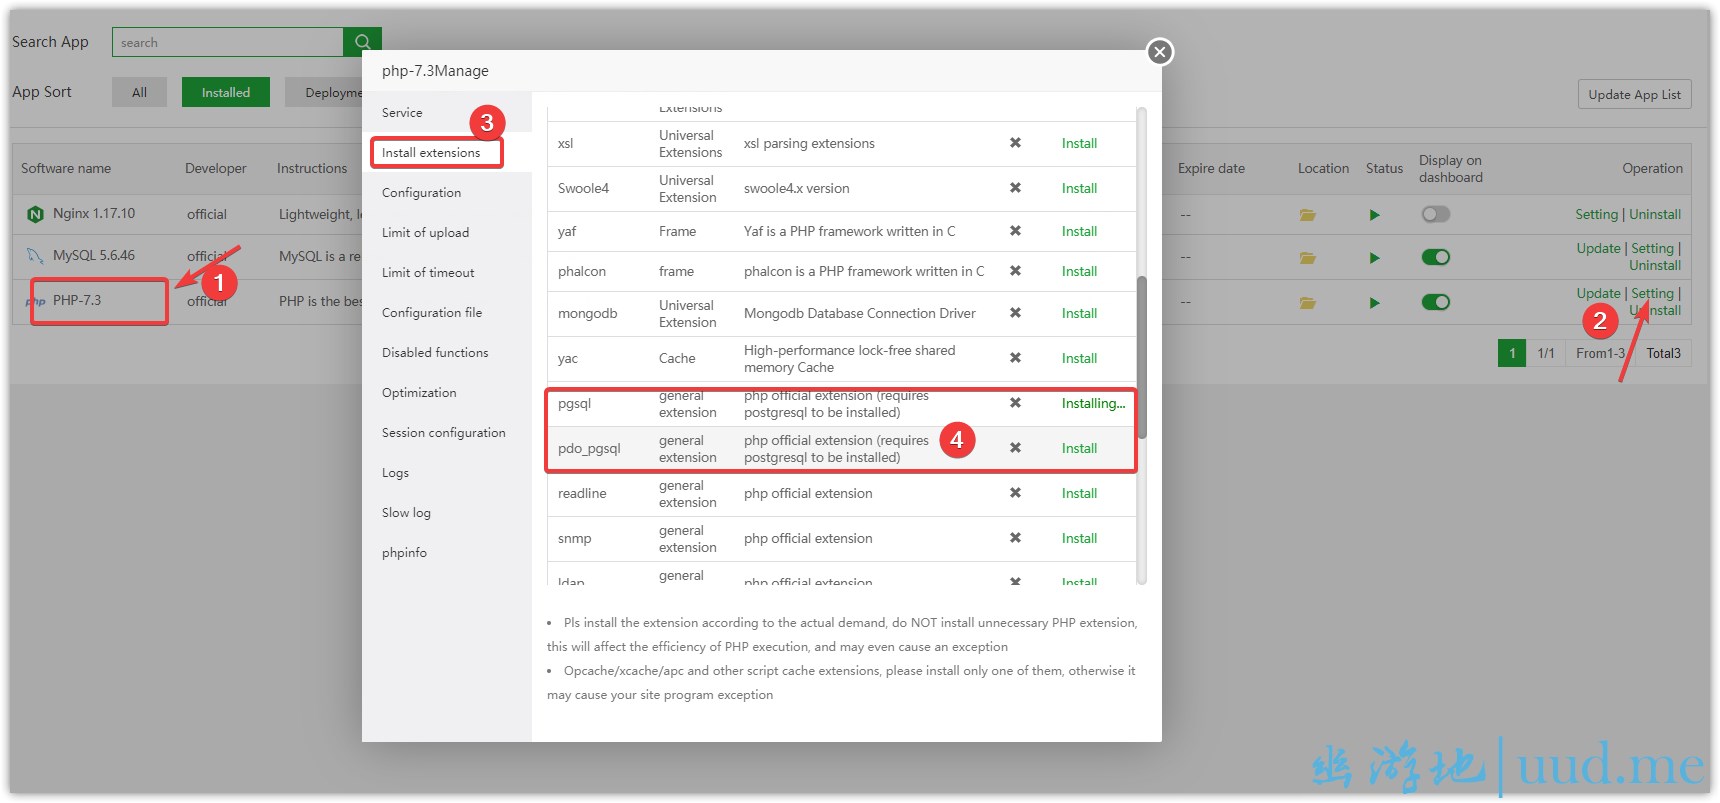 Search App
search
App Sort
All
Installed
Deployme
Update App List
Software name
Developer
Instructions
Expire date
Location
Status
Display on
dashboard
Operation
Nginx 1.17.10
official
Lightweight, l
--
Setting | Uninstall
MySQL 5.6.46
official
MySQL is a re
--
Update | Setting |
Uninstall
php
PHP-7.3
official
PHP is the bes
--
Update | Setting |
Uninstall
1
1/1
From1-3
Total3
1
2
php-7.3Manage
Service
3
Install extensions
Configuration
Limit of upload
Limit of timeout
Configuration file
Disabled functions
Optimization
Session configuration
Logs
Slow log
phpinfo
Extensions
xsl
Universal
Extensions
xsl parsing extensions
Install
Swoole4
Universal
Extension
swoole4.x version
Install
yaf
Frame
Yaf is a PHP framework written in C
Install
phalcon
frame
phalcon is a PHP framework written in C
Install
mongodb
Universal
Extension
Mongodb Database Connection Driver
Install
yac
Cache
High-performance lock-free shared
memory Cache
Install
pgsql
general
extension
php official extension (requires
postgresql to be installed)
Installing...
pdo_pgsql
general
extension
php official extension (requires
postgresql to be installed)
4
Install
readline
general
extension
php official extension
Install
snmp
general
extension
php official extension
Install
ldap
general
php official extension
Install
• Pls install the extension according to the actual demand, do NOT install unnecessary PHP extension,
this will affect the efficiency of PHP execution, and may even cause an exception
• Opcache/xcache/apc and other script cache extensions, please install only one of them, otherwise it
may cause your site program exception
幽游地|uud.me